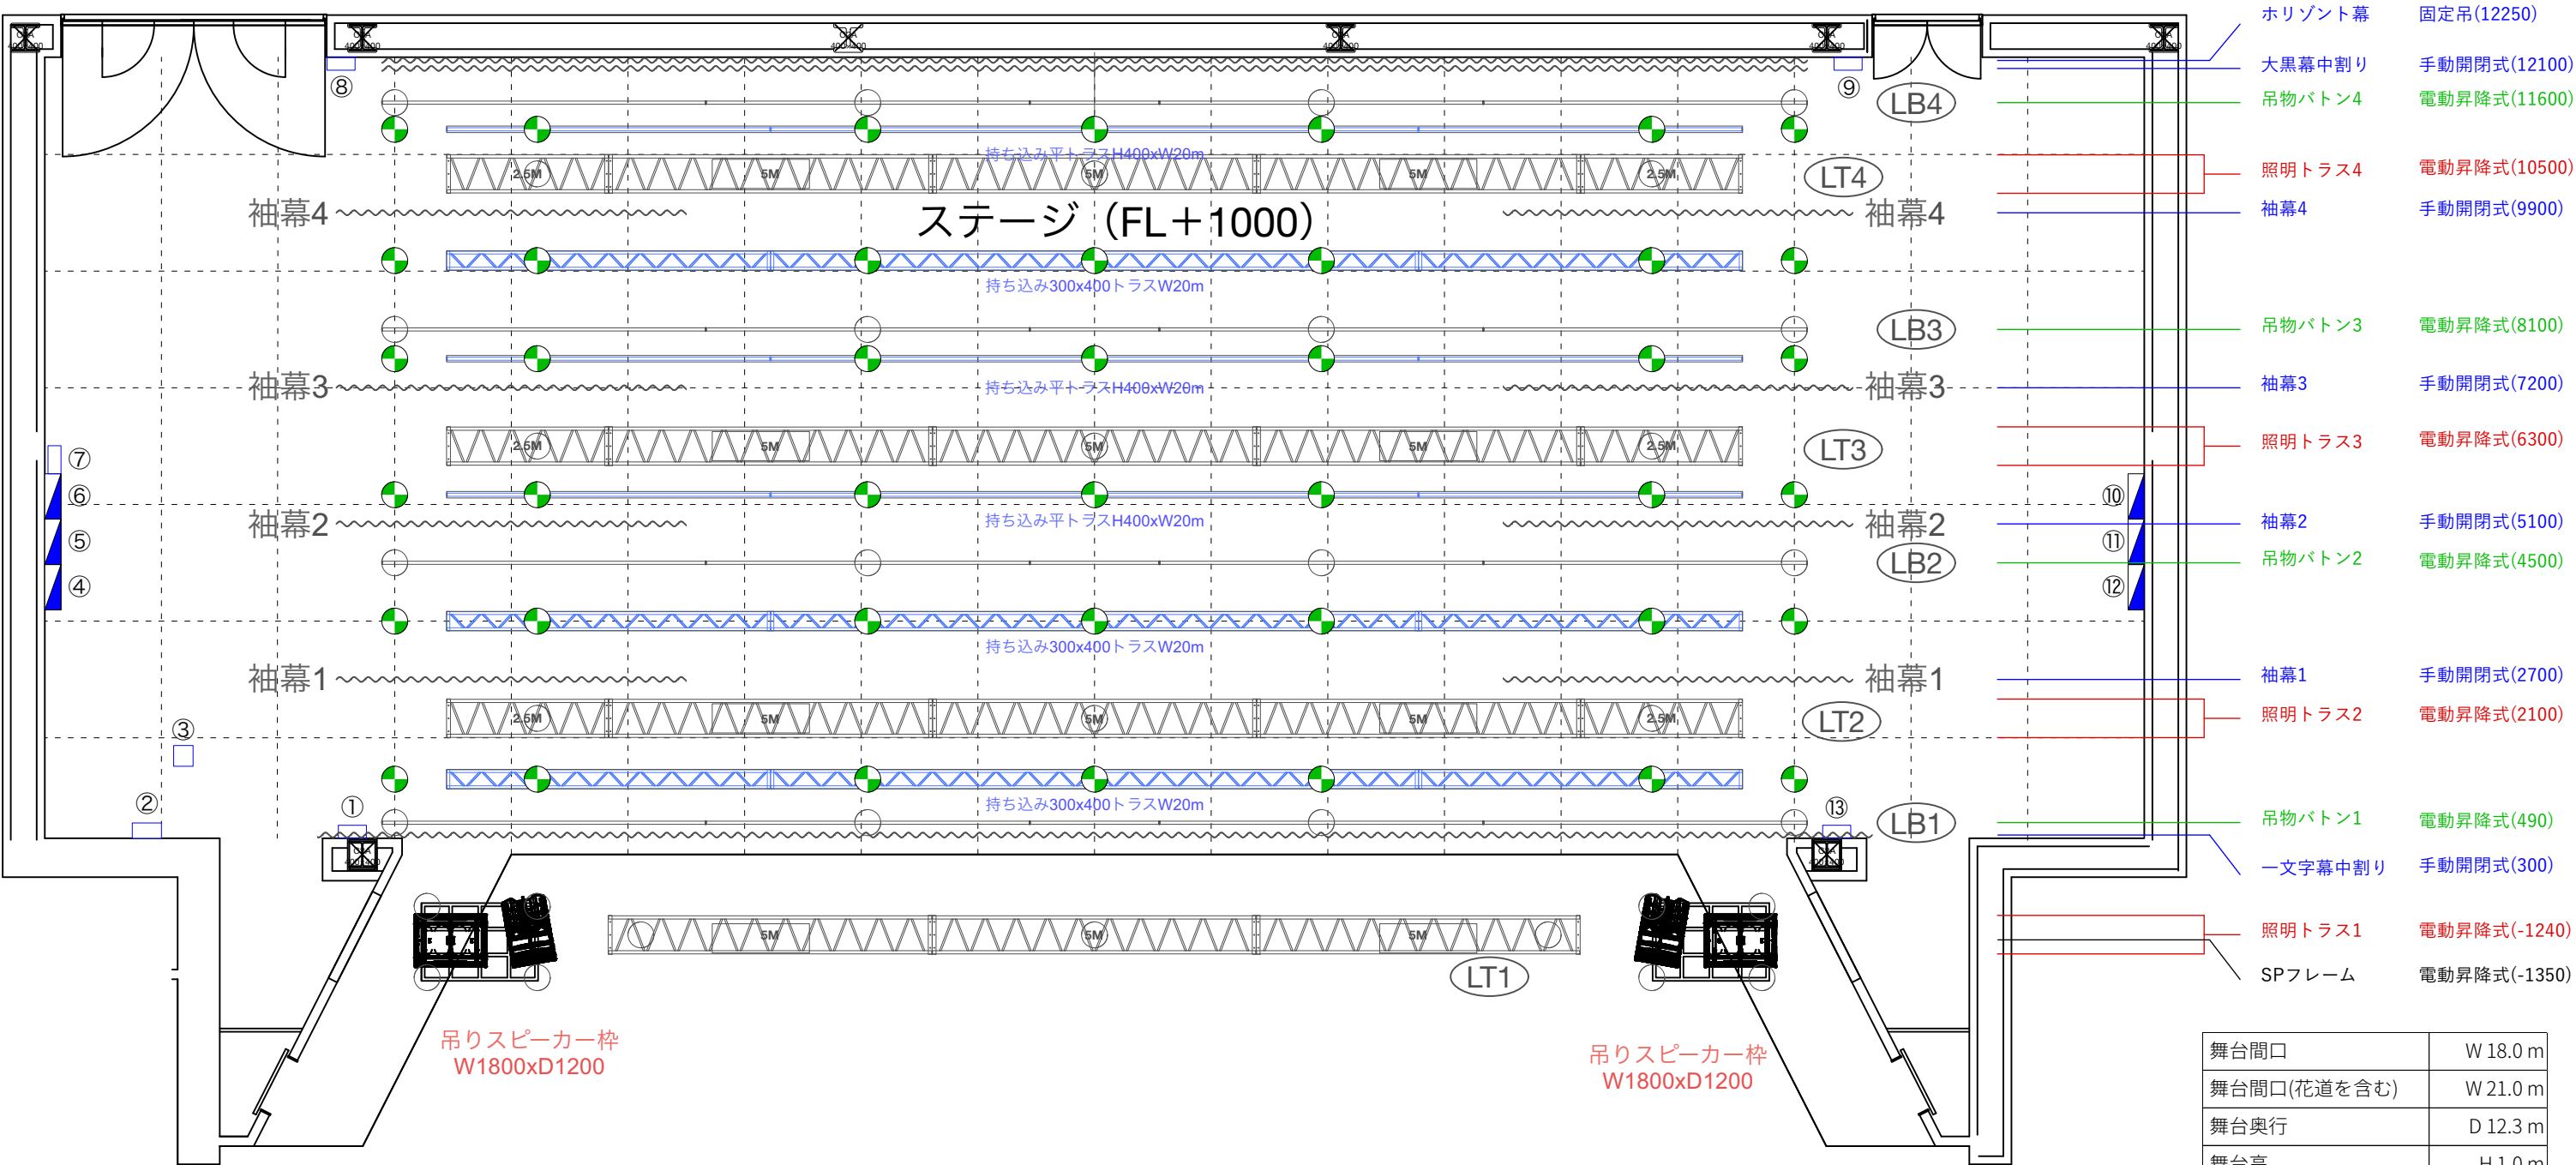 ホリゾント幕 固定吊(12250)
大黒幕中割り 手動開閉式(12100)
⑧ ⑨ LB4 吊物バトン4 電動昇降式(11600)
持ち込み平トラスH400xW20m
2.5M 5M 5M 5M 2.5M LT4 照明トラス4 電動昇降式(10500)
袖幕4 ステージ（FL＋1000） 袖幕4 袖幕4 手動開閉式(9900)
持ち込み300x400トラスW20m
LB3 吊物バトン3 電動昇降式(8100)
袖幕3 持ち込み平トラスH400xW20m 袖幕3 袖幕3 手動開閉式(7200)
2.5M 5M 5M 5M 2.5M LT3 照明トラス3 電動昇降式(6300)
⑦
⑥ ⑩
袖幕2 持ち込み平トラスH400xW20m 袖幕2 袖幕2 手動開閉式(5100)
⑤ ⑪
LB2 吊物バトン2 電動昇降式(4500)
④ ⑫
持ち込み300x400トラスW20m
袖幕1 袖幕1 袖幕1 手動開閉式(2700)
2.5M 5M 5M 5M 2.5M LT2 照明トラス2 電動昇降式(2100)
③
② ① 持ち込み300x400トラスW20m ⑬ LB1 吊物バトン1 電動昇降式(490)
一文字幕中割り 手動開閉式(300)
5M 5M 5M 照明トラス1 電動昇降式(-1240)
LT1 SPフレーム 電動昇降式(-1350)
吊りスピーカー枠
W1800xD1200
吊りスピーカー枠
W1800xD1200
舞台間口 W 18.0 m
舞台間口(花道を含む) W 21.0 m
舞台奥行 D 12.3 m
舞台高 H 1.0 m